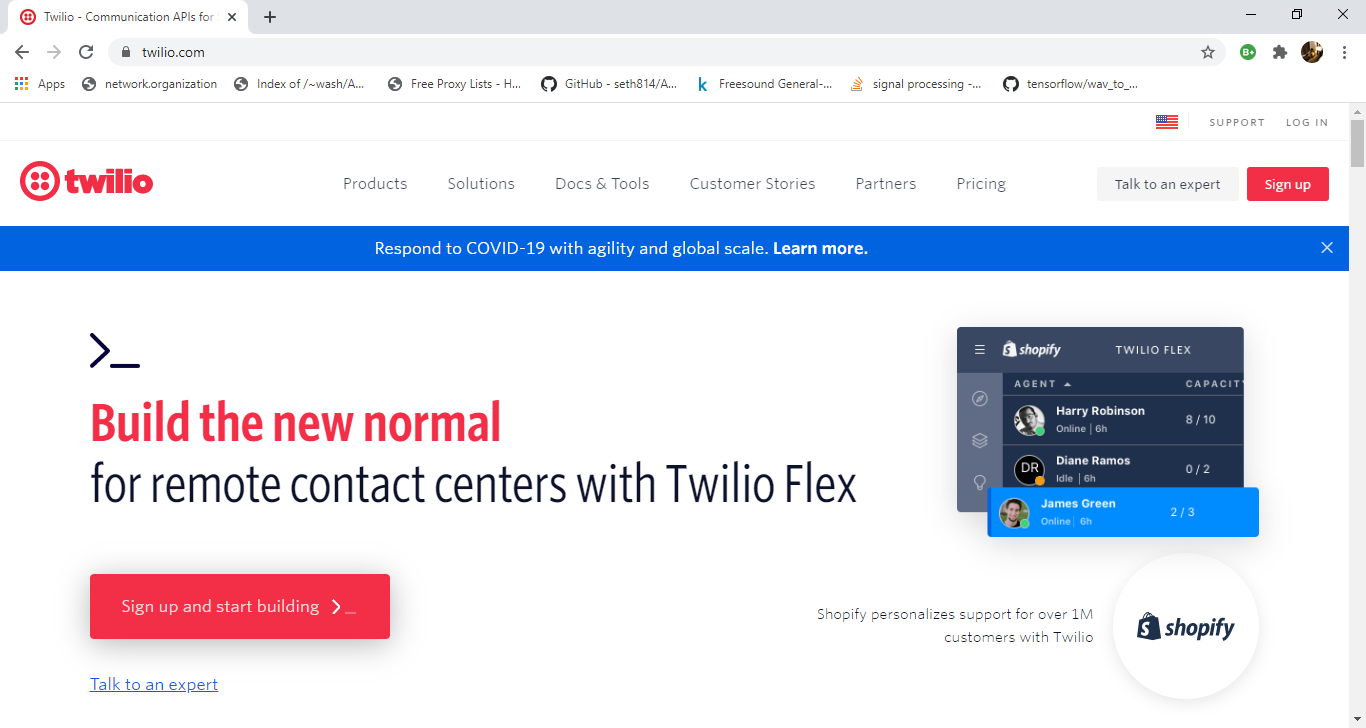 Twilio - Communication APIs for
twilio.com
B+
Apps
network.organization
Index of /~wash/A...
Free Proxy Lists - H...
GitHub - seth814/A...
Freesound General-...
signal processing -...
tensorflow/wav_to_...
SUPPORT LOG IN
twilio
Products Solutions Docs & Tools Customer Stories Partners Pricing
Talk to an expert
Sign up
Respond to COVID-19 with agility and global scale. Learn more.
Build the new normal
for remote contact centers with Twilio Flex
Sign up and start building
Talk to an expert
shopify TWILIO FLEX
AGENT CAPACITY
Harry Robinson
Online | 6h
8 / 10
DR
Diane Ramos
Idle | 6h
0 / 2
James Green
Online | 6h
2 / 3
Shopify personalizes support for over 1M
customers with Twilio
shopify